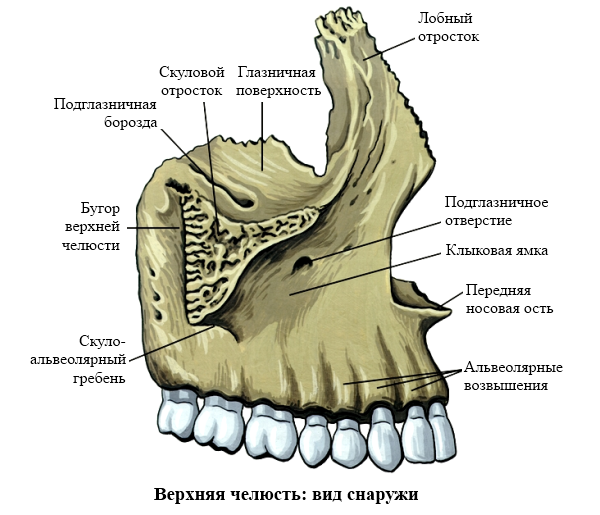 Лобный
отросток
Скуловой
отросток
Глазничная
поверхность
Подглазничная
борозда
Бугор
верхней
челюсти
Подглазничное
отверстие
Клыковая ямка
Передняя
носовая ость
Скуло-
альвеолярный
гребень
Альвеолярные
возвышения
Верхняя челюсть: вид снаружи